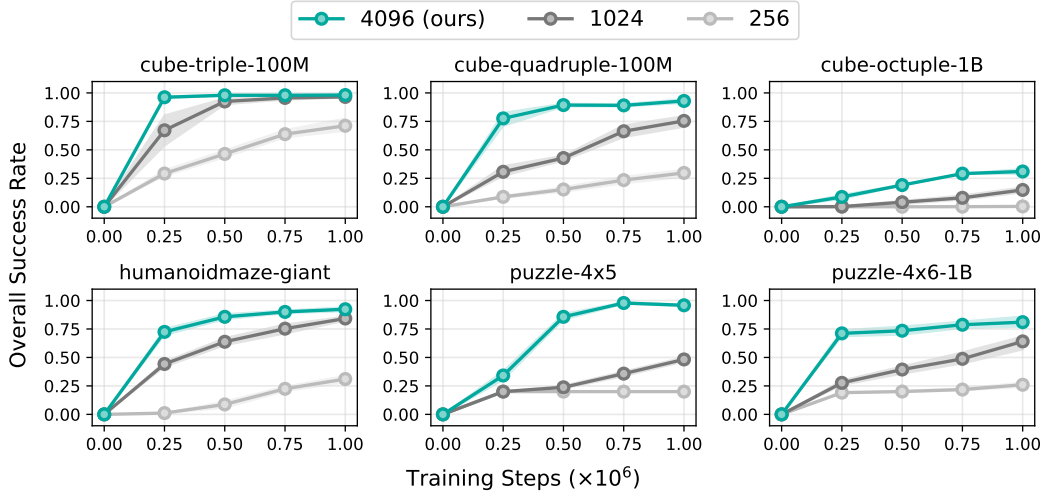 4096 (ours) 1024 256
cube-triple-100M cube-quadruple-100M cube-octuple-1B
1.00
0.75
0.50
0.25
0.00
0.00 0.25 0.50 0.75 1.00
1.00
0.75
0.50
0.25
0.00
0.00 0.25 0.50 0.75 1.00
1.00
0.75
0.50
0.25
0.00
0.00 0.25 0.50 0.75 1.00
Overall Success Rate
humanoidmaze-giant puzzle-4x5 puzzle-4x6-1B
1.00
0.75
0.50
0.25
0.00
0.00 0.25 0.50 0.75 1.00
1.00
0.75
0.50
0.25
0.00
0.00 0.25 0.50 0.75 1.00
1.00
0.75
0.50
0.25
0.00
0.00 0.25 0.50 0.75 1.00
Training Steps (×10⁶)